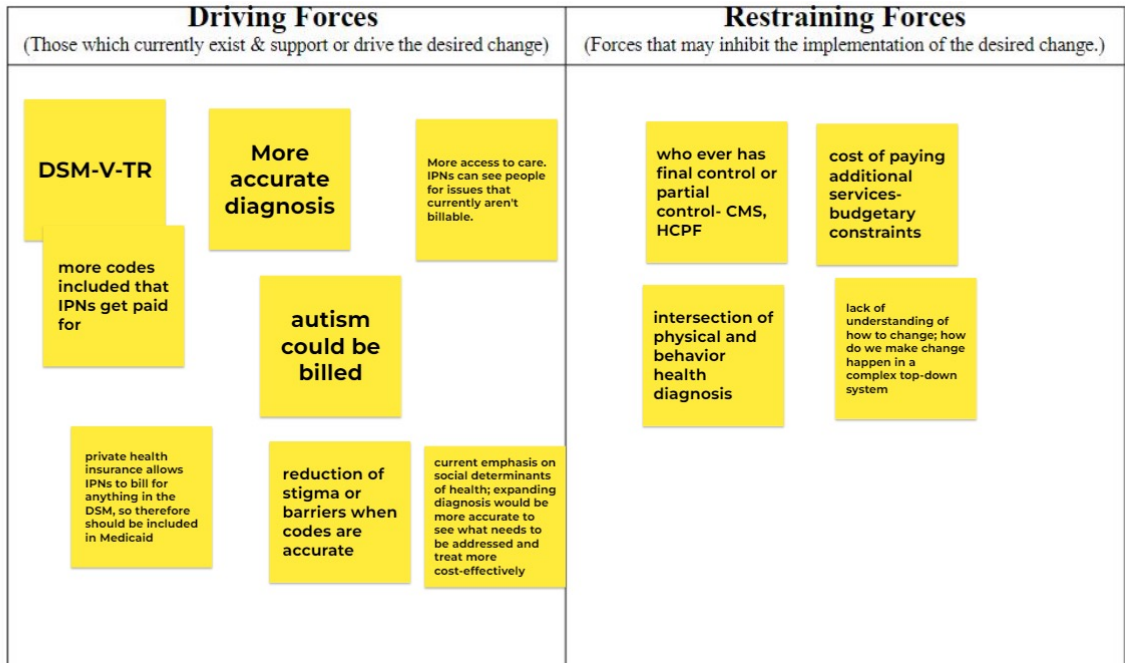 Driving Forces
(Those which currently exist & support or drive the desired change)
Restraining Forces
(Forces that may inhibit the implementation of the desired change.)
DSM-V-TR
More
accurate
diagnosis
More access to care.
IPNs can see people
for issues that
currently aren't
billable.
more codes
included that
IPNs get paid
for
autism
could be
billed
private health
insurance allows
IPNs to bill for
anything in the
DSM, so therefore
should be included
in Medicaid
reduction of
stigma or
barriers when
codes are
accurate
current emphasis on
social determinants
of health; expanding
diagnosis would be
more accurate to
see what needs to
be addressed and
treat more
cost-effectively
who ever has
final control or
partial
control- CMS,
HCPF
cost of paying
additional
services-
budgetary
constraints
intersection of
physical and
behavior
health
diagnosis
lack of
understanding of
how to change; how
do we make change
happen in a
complex top-down
system